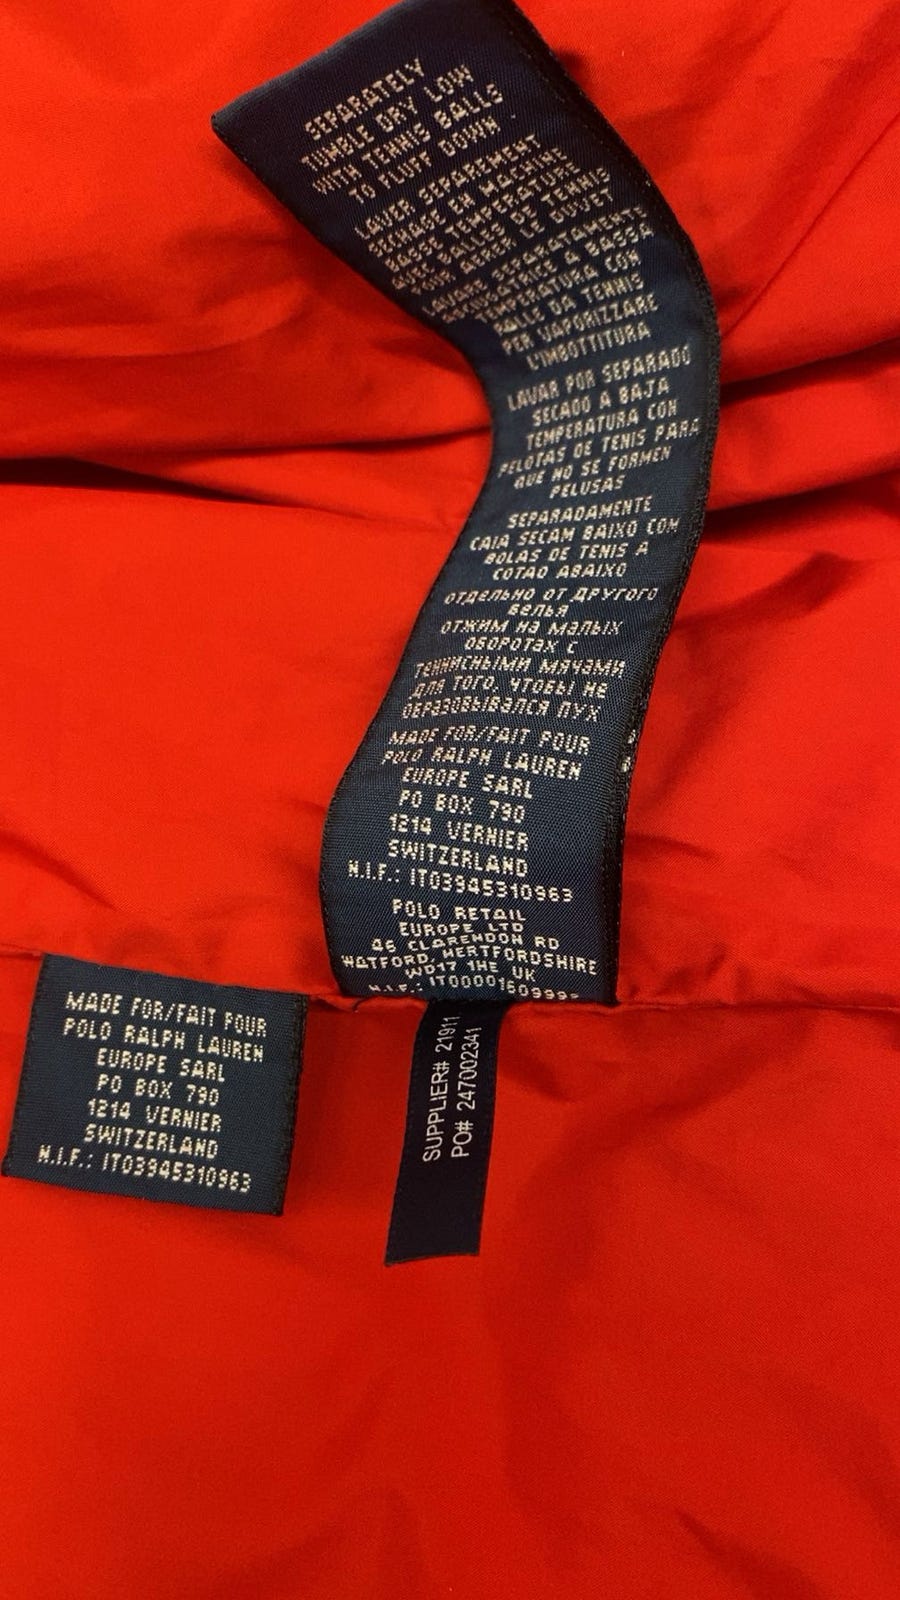 SEPARATELY
TUMBLE DRY LOW
WITH TENNIS BALLS
TO FLUFF DOWN
LAVER SEPAREMENT
SECHAGE EN MACHINE
BASSE TEMPERATURE
AVEC BALLES DE TENNIS
POUR AERER LE DUVET
LAVARE SEPARATAMENTE
ASCIUGATRICE A BASSA
TEMPERATURA CON
PALLE DA TENNIS
PER VAPORIZZARE
L'IMBOTTITURA
LAVAR POR SEPARADO
SECADO A BAJA
TEMPERATURA CON
PELOTAS DE TENIS PARA
QUE NO SE FORMEN
PELUSAS
SEPARADAMENTE
CAIA SECAM BAIXO COM
BOLAS DE TENIS A
COTAO ABAIXO
ОТДЕЛЬНО ОТ ДРУГОГО
БЕЛЬЯ
ОТЖИМ НА МАЛЫХ
ОБОРОТАХ С
ТЕННИСНЫМИ МЯЧАМИ
ДЛЯ ТОГО, ЧТОБЫ НЕ
ОБРАЗОВЫВАЛСЯ ПУХ
MADE FOR/FAIT POUR
POLO RALPH LAUREN
EUROPE SARL
PO BOX 790
1214 VERNIER
SWITZERLAND
N.I.F.: IT03945310963
POLO RETAIL
EUROPE LTD
46 CLARENDON RD
WATFORD, HERTFORDSHIRE
WD17 1HE UK
N.I.F.:
MADE FOR/FAIT POUR
POLO RALPH LAUREN
EUROPE SARL
PO BOX 790
1214 VERNIER
SWITZERLAND
N.I.F.: IT03945310963
SUPPLIER# 21911
PO# 247002341